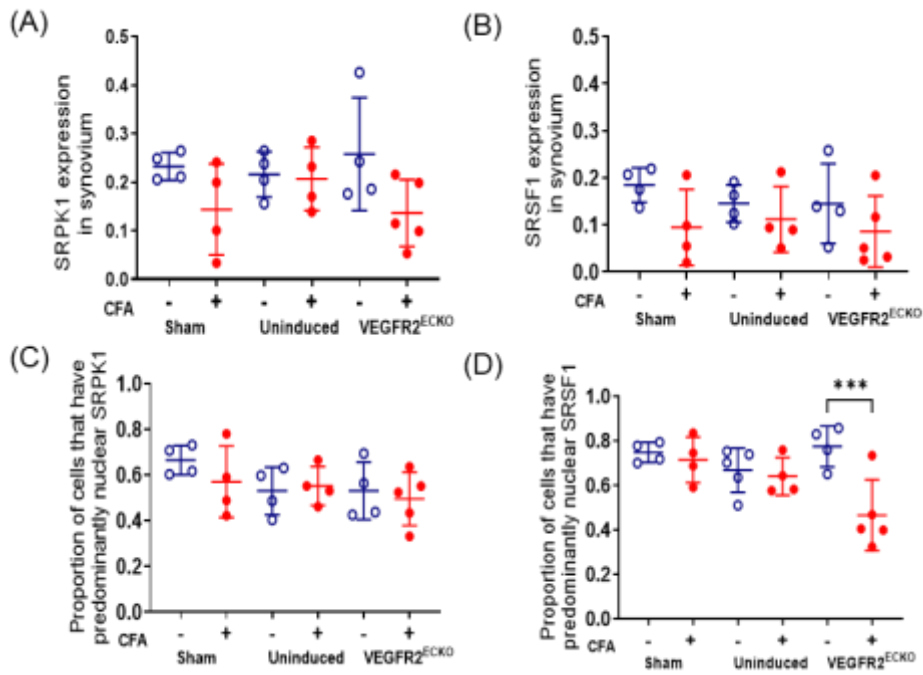 (A)
SRPK1 expression
in synovium
0.5
0.4
0.3
0.2
0.1
0.0
CFA - + - + - +
Sham Uninduced VEGFR2ECKO
(B)
SRSF1 expression
in synovium
0.5
0.4
0.3
0.2
0.1
0.0
CFA - + - + - +
Sham Uninduced VEGFR2ECKO
(C)
Proportion of cells that have
predominantly nuclear SRPK1
1.0
0.8
0.6
0.4
0.2
0.0
CFA - + - + - +
Sham Uninduced VEGFR2ECKO
(D)
Proportion of cells that have
predominantly nuclear SRSF1
1.0
0.8
0.6
0.4
0.2
0.0
***
CFA - + - + - +
Sham Uninduced VEGFR2ECKO